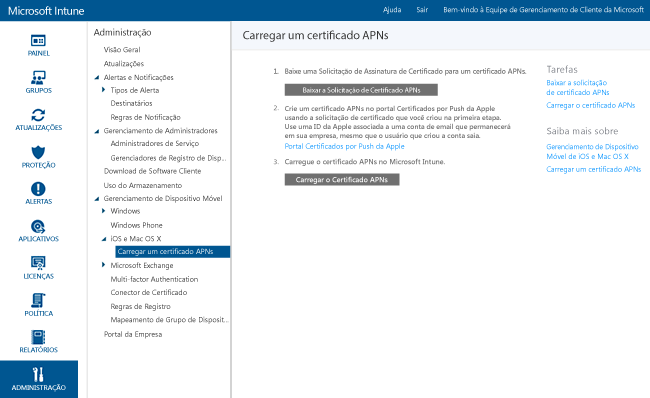 Microsoft Intune
Ajuda
Sair
Bem-vindo à Equipe de Gerenciamento de Cliente da Microsoft
PAINEL
GRUPOS
ATUALIZAÇÕES
PROTEÇÃO
ALERTAS
APLICATIVOS
LICENÇAS
POLÍTICA
RELATÓRIOS
ADMINISTRAÇÃO
Administração
Visão Geral
Atualizações
Alertas e Notificações
Tipos de Alerta
Destinatários
Regras de Notificação
Gerenciamento de Administradores
Administradores de Serviço
Gerenciadores de Registro de Disp...
Download de Software Cliente
Uso do Armazenamento
Gerenciamento de Dispositivo Móvel
Windows
Windows Phone
iOS e Mac OS X
Carregar um certificado APNs
Microsoft Exchange
Multi-factor Authentication
Conector de Certificado
Regras de Registro
Mapeamento de Grupo de Disposit...
Portal da Empresa
Carregar um certificado APNs
1. Baixe uma Solicitação de Assinatura de Certificado para um certificado APNs.
Baixar a Solicitação de Certificado APNs
2. Crie um certificado APNs no portal Certificados por Push da Apple
usando a solicitação de certificado que você criou na primeira etapa.
Use uma ID da Apple associada a uma conta de email que permanecerá
em sua empresa, mesmo que o usuário que criou a conta saia.
Portal Certificados por Push da Apple
3. Carregue o certificado APNs no Microsoft Intune.
Carregar o Certificado APNs
Tarefas
Baixar a solicitação
de certificado APNs
Carregar o certificado APNs
Saiba mais sobre
Gerenciamento de Dispositivo
Móvel de iOS e Mac OS X
Carregar um certificado APNs